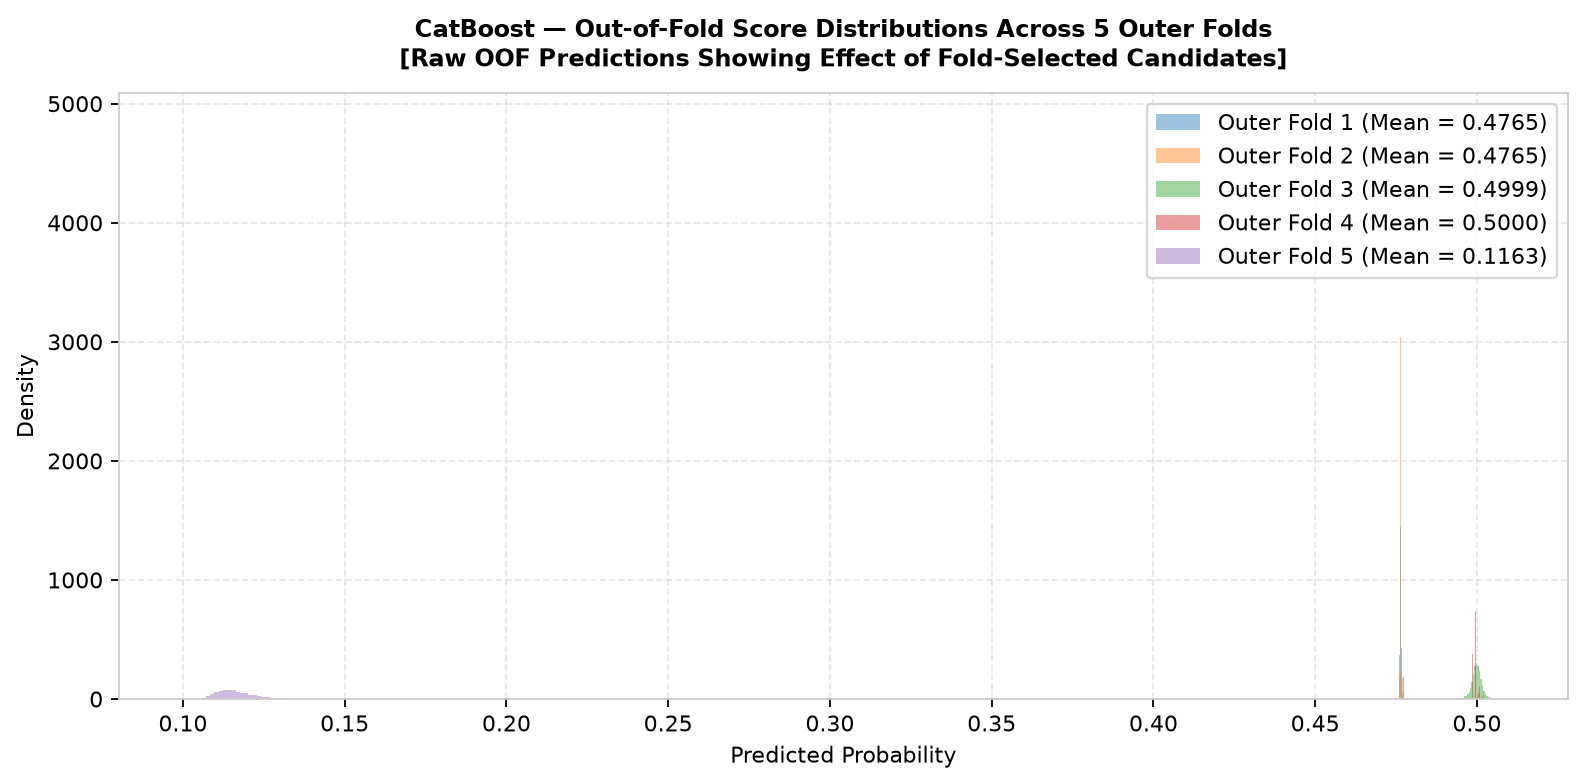 CatBoost — Out-of-Fold Score Distributions Across 5 Outer Folds
[Raw OOF Predictions Showing Effect of Fold-Selected Candidates]
Outer Fold 1 (Mean = 0.4765)
Outer Fold 2 (Mean = 0.4765)
Outer Fold 3 (Mean = 0.4999)
Outer Fold 4 (Mean = 0.5000)
Outer Fold 5 (Mean = 0.1163)
Density
5000
4000
3000
2000
1000
0
0.10 0.15 0.20 0.25 0.30 0.35 0.40 0.45 0.50
Predicted Probability